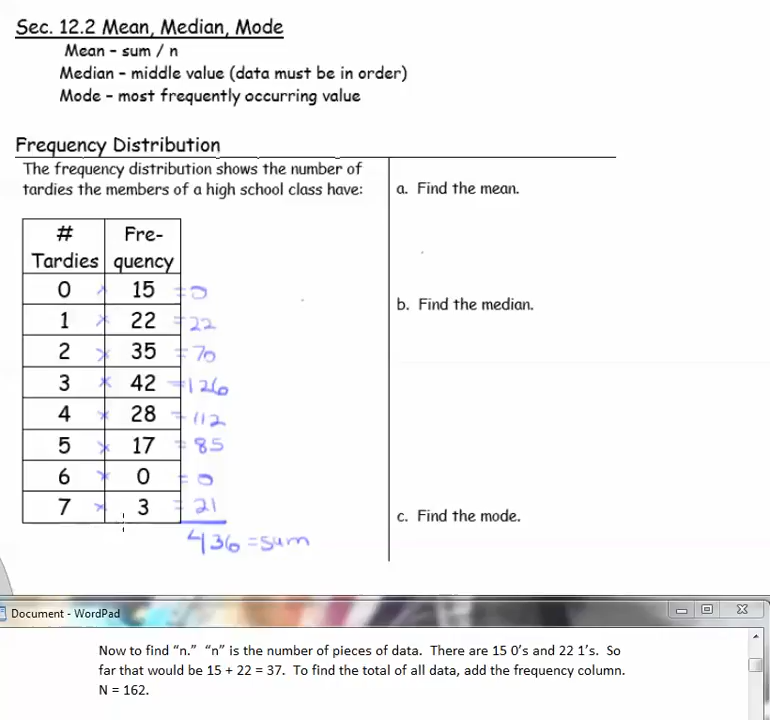 Sec. 12.2 Mean, Median, Mode
Mean – sum / n
Median – middle value (data must be in order)
Mode – most frequently occurring value
Frequency Distribution
The frequency distribution shows the number of
tardies the members of a high school class have:
# Tardies Fre-quency
0 × 15 = 0
1 × 22 = 22
2 × 35 = 70
3 × 42 = 126
4 × 28 = 112
5 × 17 = 85
6 × 0 = 0
7 × 3 = 21
436 = sum
a. Find the mean.
b. Find the median.
c. Find the mode.
Document - WordPad
Now to find “n.” “n” is the number of pieces of data. There are 15 0’s and 22 1’s. So
far that would be 15 + 22 = 37. To find the total of all data, add the frequency column.
N = 162.